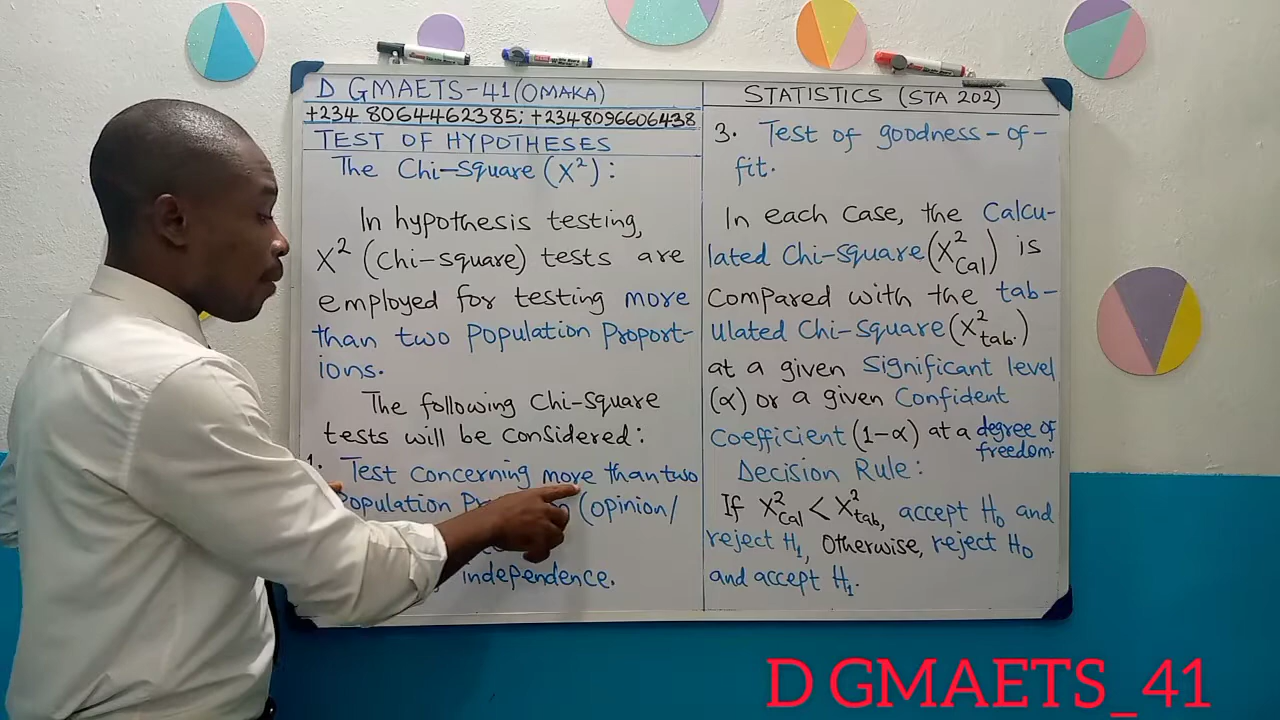 D GMAETS-41(OMAKA)
+234 8064462385; +2348096606438
TEST OF HYPOTHESES
The Chi-Square (X²):
In hypothesis testing,
X² (Chi-square) tests are
employed for testing more
than two Population Proport-
ions.
The following Chi-Square
tests will be considered:
1. Test concerning more than two
Population (opinion/
independence.
STATISTICS (STA 202)
3. Test of goodness-of-
fit.
In each Case, the Calcu-
lated Chi-Square (X²Cal) is
Compared with the tab-
ulated Chi-Square (X²tab.)
at a given Significant level
(α) or a given Confident
Coefficient (1-α) at a degree of
freedom.
Decision Rule:
If X²Cal < X²tab, accept H₀ and
reject H₁, Otherwise, reject H₀
and accept H₁.
D GMAETS_41